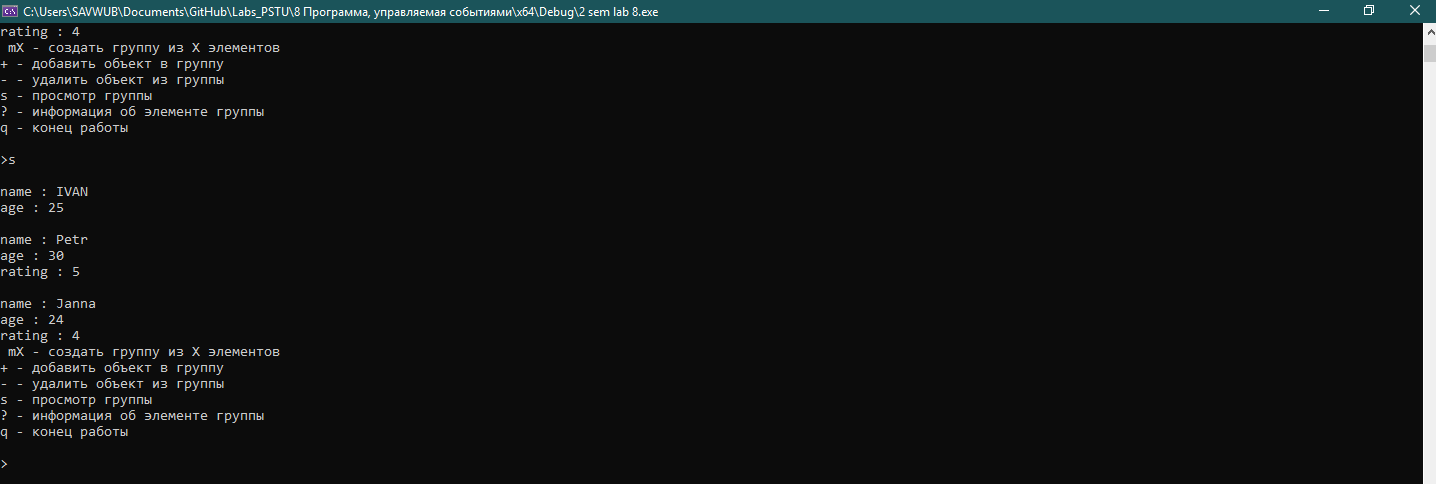 C:\Users\SAVWUB\Documents\GitHub\Labs_PSTU\8 Программа, управляемая событиями\x64\Debug\2 sem lab 8.exe
rating : 4
mX - создать группу из X элементов
+ - добавить объект в группу
- - удалить объект из группы
s - просмотр группы
? - информация об элементе группы
q - конец работы
>s
name : IVAN
age : 25
name : Petr
age : 30
rating : 5
name : Janna
age : 24
rating : 4
mX - создать группу из X элементов
+ - добавить объект в группу
- - удалить объект из группы
s - просмотр группы
? - информация об элементе группы
q - конец работы
>